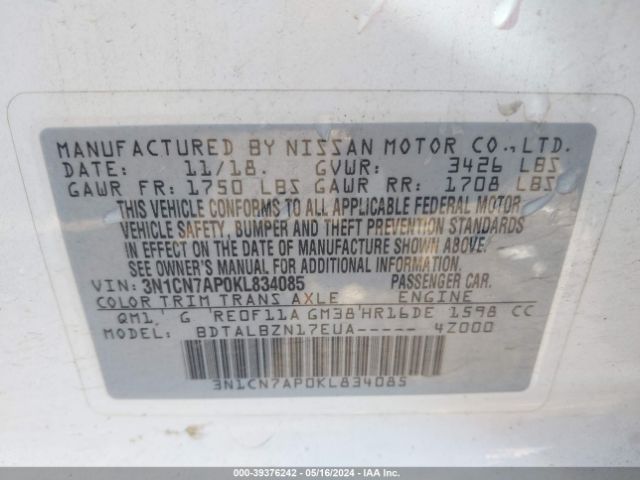 MANUFACTURED BY NISSAN MOTOR CO.,LTD.
DATE: 11/18. GVWR: 3426 LBS
GAWR FR: 1750 LBS GAWR RR: 1708 LBS
THIS VEHICLE CONFORMS TO ALL APPLICABLE FEDERAL MOTOR
VEHICLE SAFETY, BUMPER AND THEFT PREVENTION STANDARDS
IN EFFECT ON THE DATE OF MANUFACTURE SHOWN ABOVE.
SEE OWNER'S MANUAL FOR ADDITIONAL INFORMATION.
VIN: 3N1CN7AP0KL834085 PASSENGER CAR.
COLOR TRIM TRANS AXLE ENGINE
QM1 G RE0F11A GM38 HR16DE 1598 CC
MODEL: BDTALBZN17EUA----- 4Z000
3N1CN7AP0KL834085
000-39376242 - 05/16/2024 - IAA Inc.